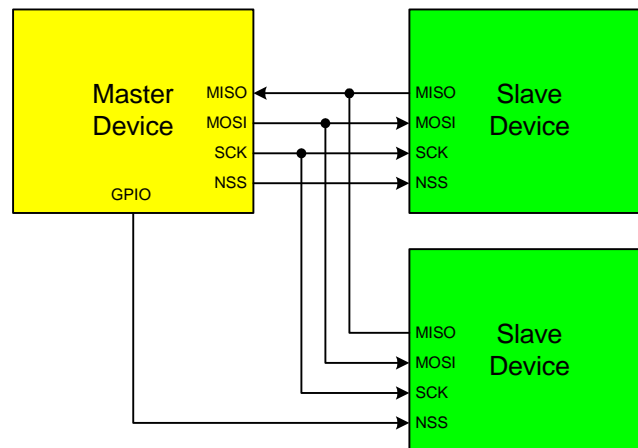 Master
Device
MISO
MOSI
SCK
NSS
GPIO
MISO
MOSI
SCK
NSS
Slave
Device
MISO
MOSI
SCK
NSS
Slave
Device